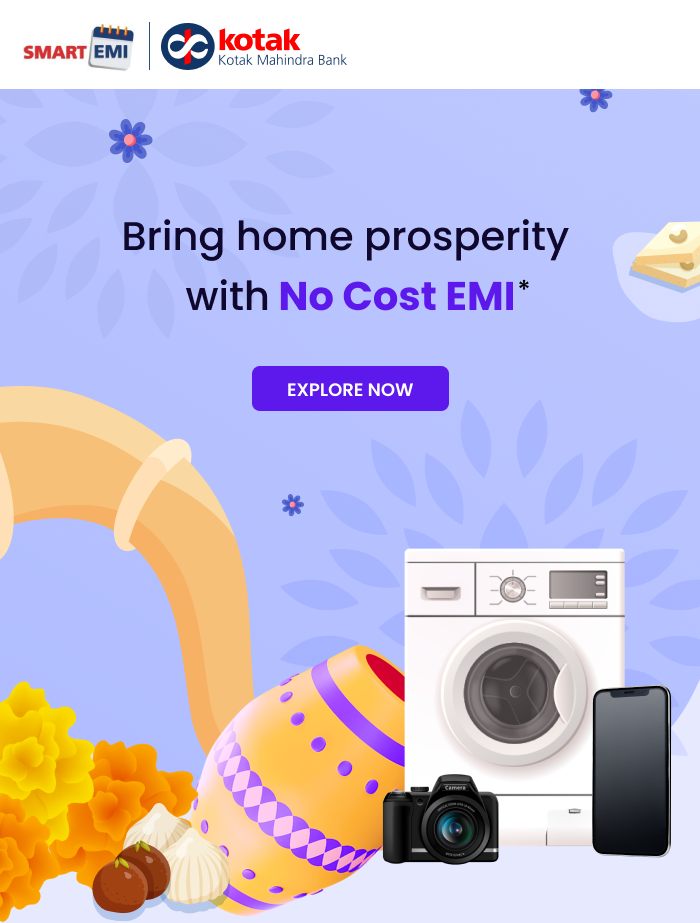 SMART EMI
kotak
Kotak Mahindra Bank
Bring home prosperity
with No Cost EMI*
EXPLORE NOW
Camera